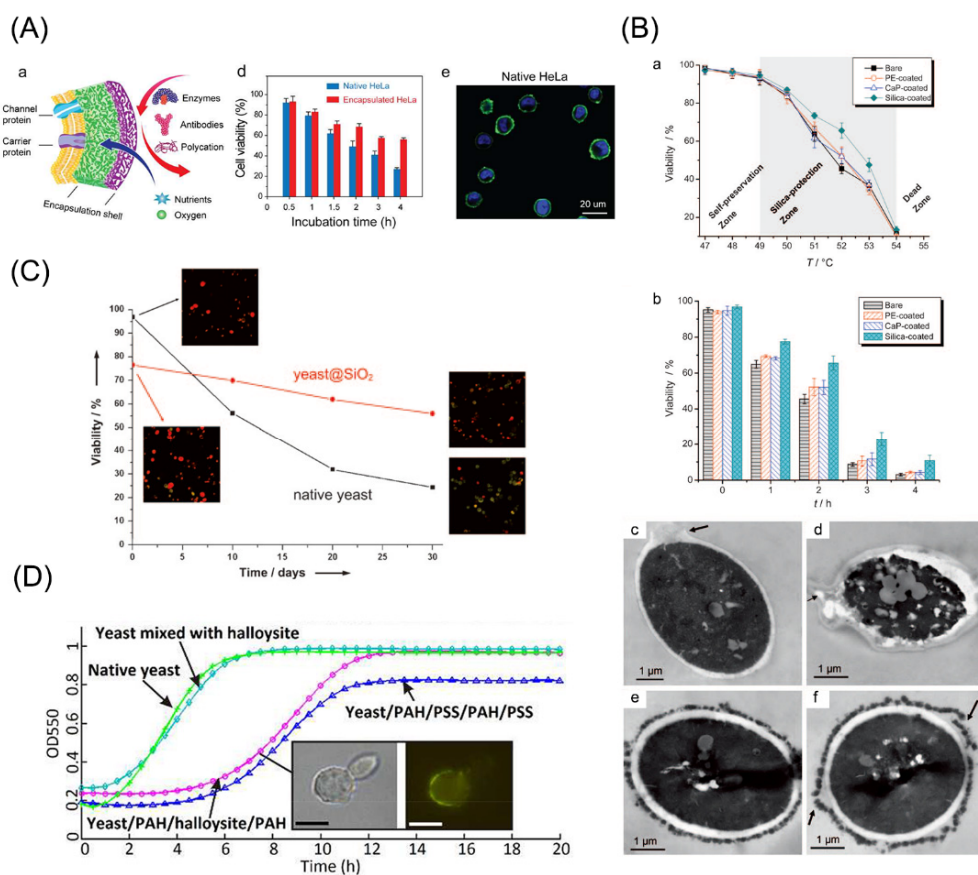 (A)
a
Channel
protein
Carrier
protein
Encapsulation shell
Enzymes
Antibodies
Polycation
Nutrients
Oxygen
d
Native HeLa
Encapsulated HeLa
Cell viability (%)
100
80
60
40
20
0
0.5 1 1.5 2 3 4
Incubation time (h)
e
Native HeLa
20 um
(B)
a
Bare
PE-coated
CaP-coated
Silica-coated
Viability / %
100
80
60
40
20
Self-preservation
Zone
Silica-protection
Zone
Dead
Zone
47 48 49 50 51 52 53 54 55
T / °C
b
Bare
PE-coated
CaP-coated
Silica-coated
Viability / %
100
80
60
40
20
0
0 1 2 3 4
t / h
c
1 µm
d
1 µm
e
1 µm
f
1 µm
(C)
Viability / %
100
90
80
70
60
50
40
30
20
10
0
yeast@SiO₂
native yeast
0 10 20 30
Time / days
(D)
OD550
1
0.8
0.6
0.4
0.2
0
Yeast mixed with halloysite
Native yeast
Yeast/PAH/PSS/PAH/PSS
Yeast/PAH/halloysite/PAH
0 2 4 6 8 10 12 14 16 18 20
Time (h)